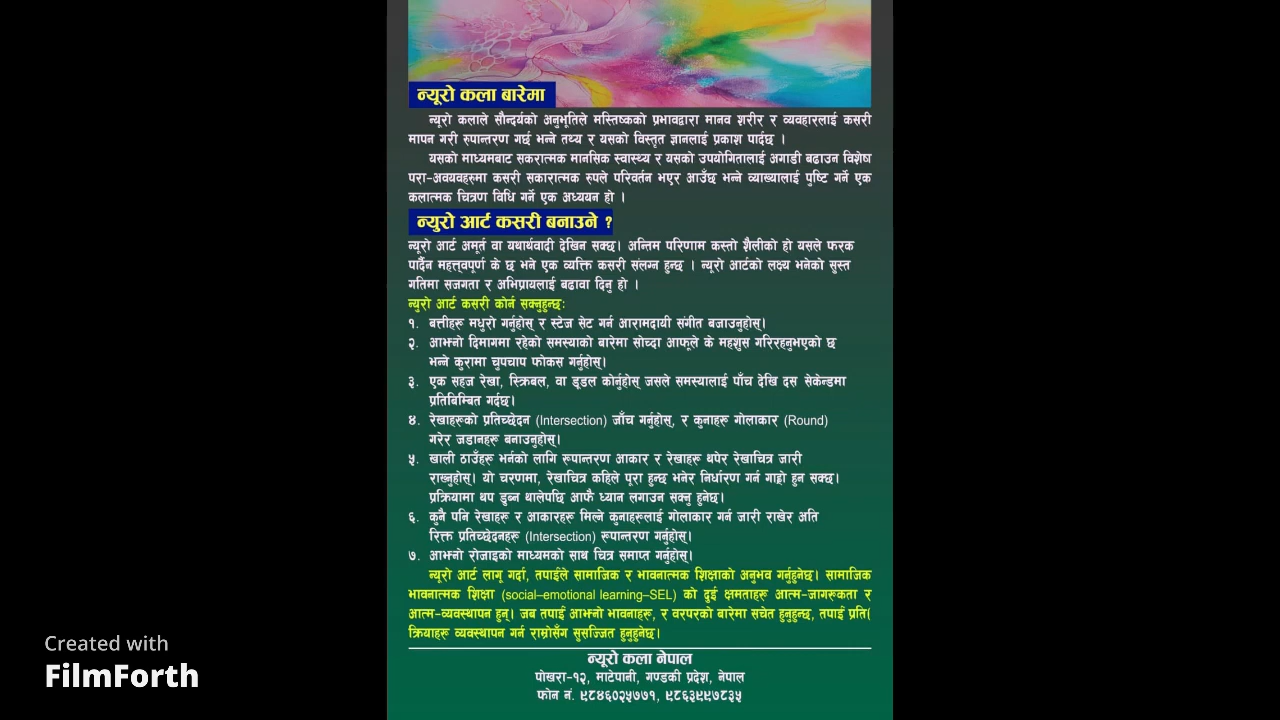 न्यूरो कला बारेमा
न्यूरो कलाले सौन्दर्यको अनुभूतिले मस्तिष्कको प्रभावद्वारा मानव शरीर र व्यवहारलाई कसरी
मापन गरी रुपान्तरण गर्छ भन्ने तथ्य र यसको विस्तृत ज्ञानलाई प्रकाश पार्दछ ।
यसको माध्यमबाट सकरात्मक मानसिक स्वास्थ्य र यसको उपयोगितालाई अगाडी बढाउन विशेष
परा–अवयवहरुमा कसरी सकारात्मक रुपले परिवर्तन भएर आउँछ भन्ने व्याख्यालाई पुष्टि गर्ने एक
कलात्मक चित्रण विधि गर्ने एक अध्ययन हो ।
न्युरो आर्ट कसरी बनाउने ?
न्यूरो आर्ट अमूर्त वा यथार्थवादी देखिन सक्छ। अन्तिम परिणाम कस्तो शैलीको हो यसले फरक
पार्दैन महत्त्वपूर्ण के छ भने एक व्यक्ति कसरी संलग्न हुन्छ । न्यूरो आर्टको लक्ष्य भनेको सुस्त
गतिमा सजगता र अभिप्रायलाई बढावा दिनु हो ।
न्युरो आर्ट कसरी कोर्न सक्नुहुन्छः
१. बत्तीहरू मधुरो गर्नुहोस् र स्टेज सेट गर्न आरामदायी संगीत बजाउनुहोस्।
२. आफ्नो दिमागमा रहेको समस्याको बारेमा सोच्दा आफूले के महशुस गरिरहनुभएको छ
भन्ने कुरामा चुपचाप फोकस गर्नुहोस्।
३. एक सहज रेखा, स्क्रिबल, वा डूडल कोर्नुहोस् जसले समस्यालाई पाँच देखि दस सेकेन्डमा
प्रतिबिम्बित गर्दछ।
४. रेखाहरूको प्रतिच्छेदन (Intersection) जाँच गर्नुहोस्, र कुनाहरू गोलाकार (Round)
गरेर जडानहरू बनाउनुहोस्।
५. खाली ठाउँहरू भर्नको लागि रूपान्तरण आकार र रेखाहरू थपेर रेखाचित्र जारी
राख्नुहोस्। यो चरणमा, रेखाचित्र कहिले पूरा हुन्छ भनेर निर्धारण गर्न गाह्रो हुन सक्छ।
प्रक्रियामा थप डुब्न थालेपछि आफै ध्यान लगाउन सक्नु हुनेछ।
६. कुनै पनि रेखाहरू र आकारहरू मिल्ने कुनाहरूलाई गोलाकार गर्न जारी राखेर अति
रिक्त प्रतिच्छेदनहरू (Intersection) रूपान्तरण गर्नुहोस्।
७. आफ्नो रोजाइको माध्यमको साथ चित्र समाप्त गर्नुहोस्।
न्यूरो आर्ट लागू गर्दा, तपाईंले सामाजिक र भावनात्मक शिक्षाको अनुभव गर्नुहुनेछ। सामाजिक
भावनात्मक शिक्षा (social–emotional learning–SEL) को दुई क्षमताहरू आत्म–जागरूकता र
आत्म–व्यवस्थापन हुन्। जब तपाईं आफ्नो भावनाहरू, र वरपरको बारेमा सचेत हुनुहुन्छ, तपाईं प्रति(
क्रियाहरू व्यवस्थापन गर्न राम्रोसँग सुसज्जित हुनुहुनेछ।
न्यूरो कला नेपाल
पोखरा–१२, माटेपानी, गण्डकी प्रदेश, नेपाल
फोन नं. ९८४६०२५७७१, ९८६३९९७८३५
Created with
FilmForth